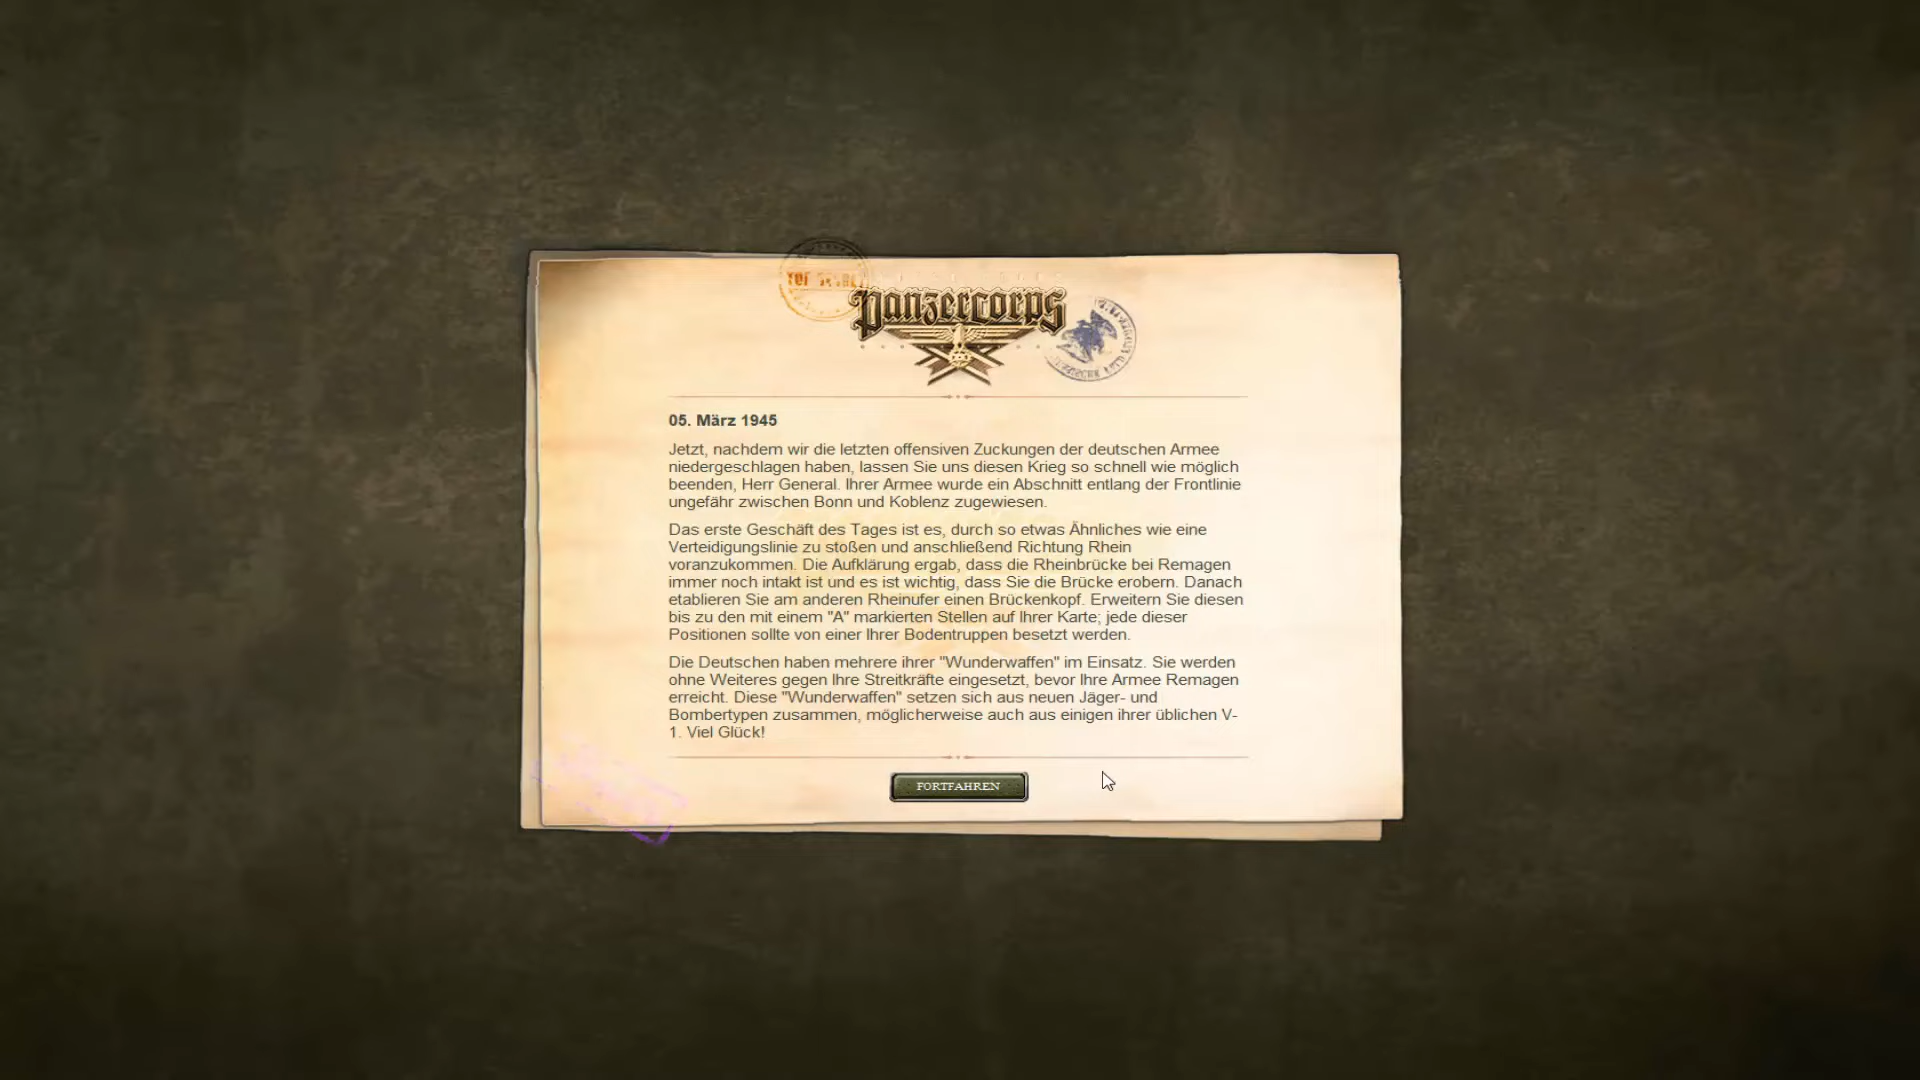 panzercorps
05. März 1945
Jetzt, nachdem wir die letzten offensiven Zuckungen der deutschen Armee
niedergeschlagen haben, lassen Sie uns diesen Krieg so schnell wie möglich
beenden, Herr General. Ihrer Armee wurde ein Abschnitt entlang der Frontlinie
ungefähr zwischen Bonn und Koblenz zugewiesen.
Das erste Geschäft des Tages ist es, durch so etwas Ähnliches wie eine
Verteidigungslinie zu stoßen und anschließend Richtung Rhein
voranzukommen. Die Aufklärung ergab, dass die Rheinbrücke bei Remagen
immer noch intakt ist und es ist wichtig, dass Sie die Brücke erobern. Danach
etablieren Sie am anderen Rheinufer einen Brückenkopf. Erweitern Sie diesen
bis zu den mit einem "A" markierten Stellen auf Ihrer Karte; jede dieser
Positionen sollte von einer Ihrer Bodentruppen besetzt werden.
Die Deutschen haben mehrere ihrer "Wunderwaffen" im Einsatz. Sie werden
ohne Weiteres gegen Ihre Streitkräfte eingesetzt, bevor Ihre Armee Remagen
erreicht. Diese "Wunderwaffen" setzen sich aus neuen Jäger- und
Bombertypen zusammen, möglicherweise auch aus einigen ihrer üblichen V-
1. Viel Glück!
FORTFAHREN